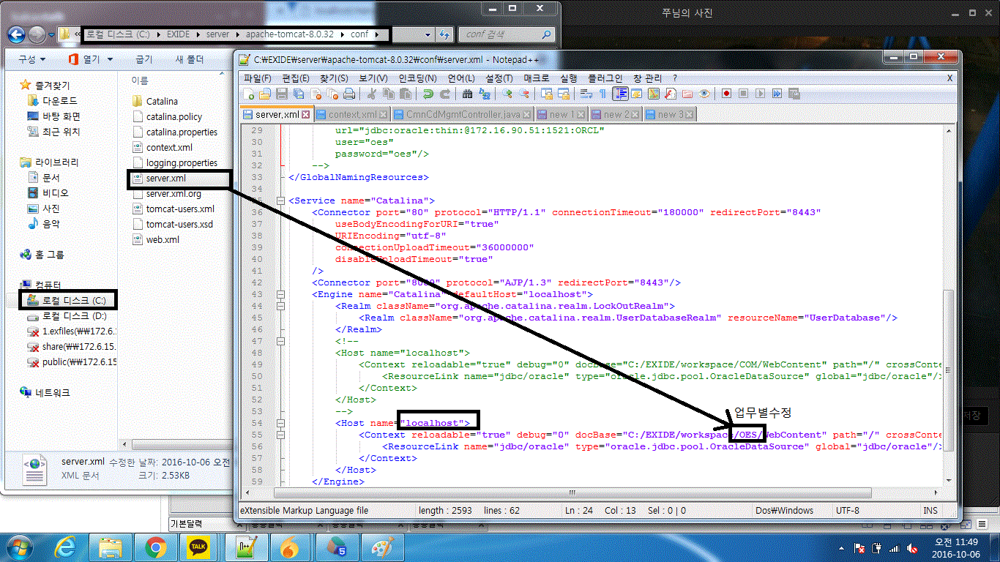 쭈님의 사진
로컬 디스크 (C:) ▸ EXIDE ▸ server ▸ apache-tomcat-8.0.32 ▸ conf ▸
conf 검색
구성 열기 굽기 새 폴더
이름
즐겨찾기
다운로드
바탕 화면
최근 위치
라이브러리
문서
비디오
사진
음악
홈 그룹
컴퓨터
로컬 디스크 (C:)
로컬 디스크 (D:)
1.exfiles(₩₩172.6.1
share(₩₩172.6.15.
public(₩₩172.6.15
네트워크
Catalina
catalina.policy
catalina.properties
context.xml
logging.properties
server.xml
server.xml.org
tomcat-users.xml
tomcat-users.xsd
web.xml
server.xml 수정한 날짜: 2016-10-06 오전
XML 문서 크기: 2.53KB
C:₩EXIDE₩server₩apache-tomcat-8.0.32₩conf₩server.xml - Notepad++
파일(F) 편집(E) 찾기(S) 보기(V) 인코딩(N) 언어(L) 설정(T) 매크로 실행 플러그인 창 관리 ? X
server.xml context.xml CmnCdMgmtController.java new 1 new 2 new 3
29 url="jdbc:oracle:thin:@172.16.90.51:1521:ORCL"
30 user="oes"
31 password="oes"/>
32 -->
33 </GlobalNamingResources>
34
35 <Service name="Catalina">
36 <Connector port="80" protocol="HTTP/1.1" connectionTimeout="180000" redirectPort="8443"
37 useBodyEncodingForURI="true"
38 URIEncoding="utf-8"
39 connectionUploadTimeout="36000000"
40 disableUploadTimeout="true"
41 />
42 <Connector port="8009" protocol="AJP/1.3" redirectPort="8443"/>
43 <Engine name="Catalina" defaultHost="localhost">
44 <Realm className="org.apache.catalina.realm.LockOutRealm">
45 <Realm className="org.apache.catalina.realm.UserDatabaseRealm" resourceName="UserDatabase"/>
46 </Realm>
47 <!--
48 <Host name="localhost">
49 <Context reloadable="true" debug="0" docBase="C:/EXIDE/workspace/COM/WebContent" path="/" crossConte
50 <ResourceLink name="jdbc/oracle" type="oracle.jdbc.pool.OracleDataSource" global="jdbc/oracle"/>
51 </Context>
52 </Host>
53 -->
업무별수정
54 <Host name="localhost">
55 <Context reloadable="true" debug="0" docBase="C:/EXIDE/workspace/OES/WebContent" path="/" crossConte
56 <ResourceLink name="jdbc/oracle" type="oracle.jdbc.pool.OracleDataSource" global="jdbc/oracle"/>
57 </Context>
58 </Host>
59 </Engine>
저장
eXtensible Markup Language file length : 2593 lines : 62 Ln : 24 Col : 13 Sel : 0 | 0 Dos₩Windows UTF-8 INS
기본달력
TALK
오전 11:49
2016-10-06